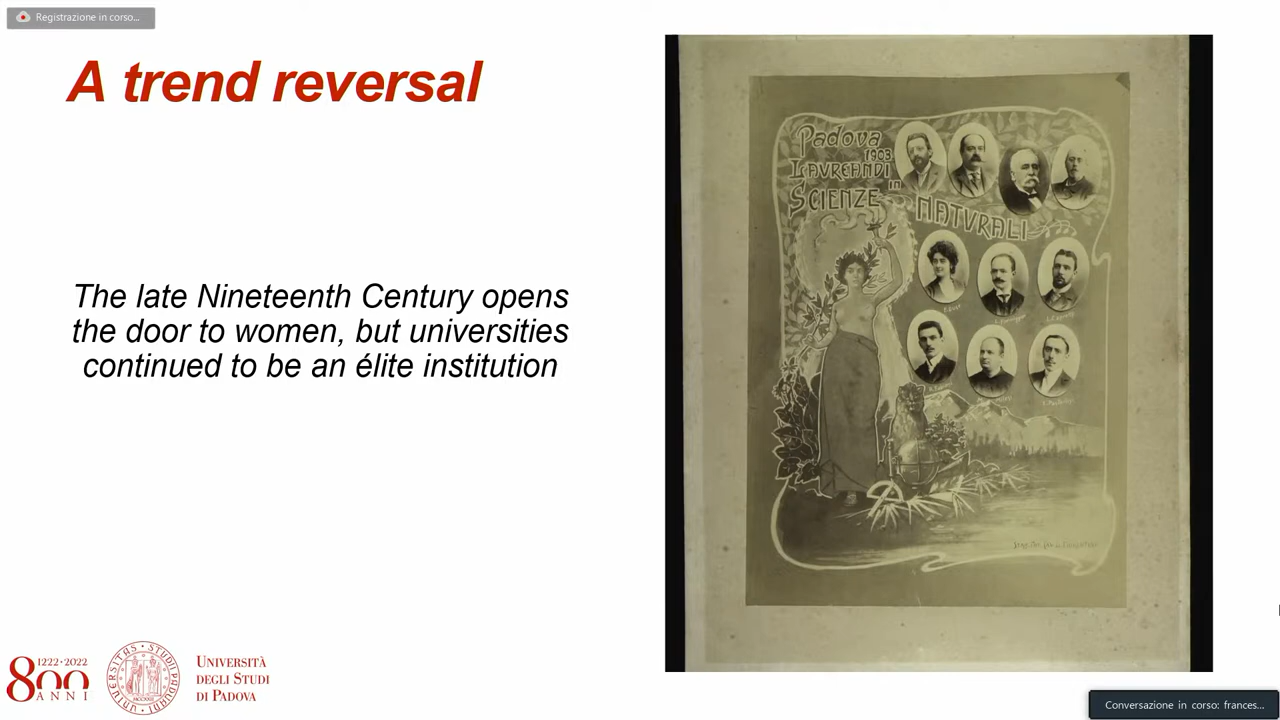 Registrazione in corso...
A trend reversal
The late Nineteenth Century opens
the door to women, but universities
continued to be an élite institution
Padova
1903
Lavreandi
in
Scienze
Natvrali
1222·2022
800
ANNI
Università
degli Studi
di Padova
Conversazione in corso: frances...